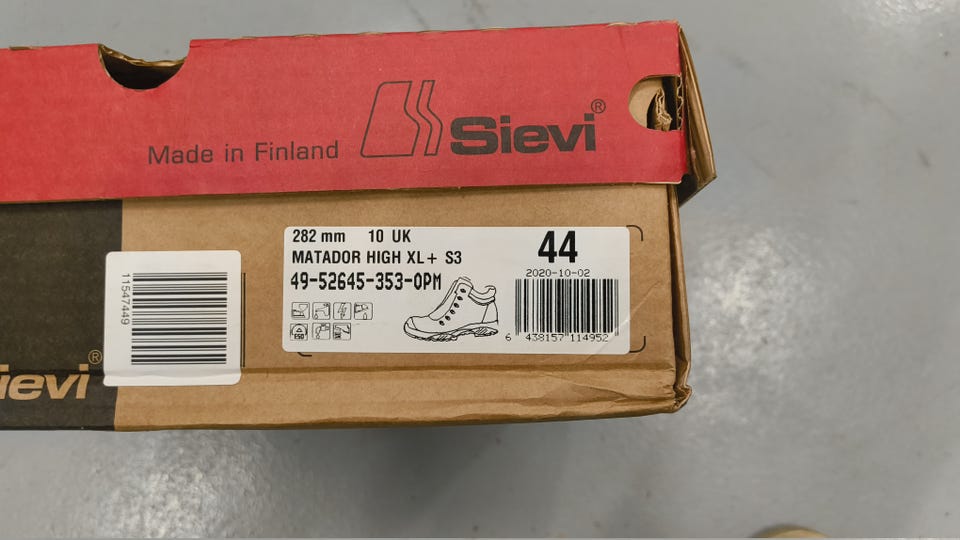 Made in Finland
Sievi®
282 mm 10 UK
MATADOR HIGH XL+ S3
49-52645-353-0PM
44
2020-10-02
6 438157 114952
ESD
11547449
ievi®